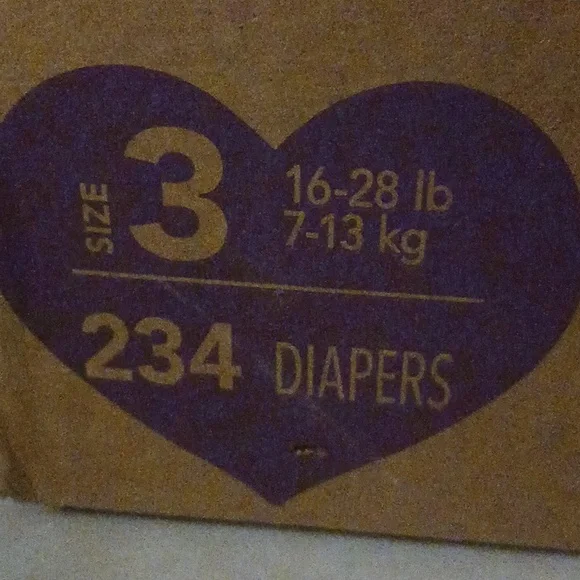 SIZE 3
16-28 lb
7-13 kg
234 DIAPERS